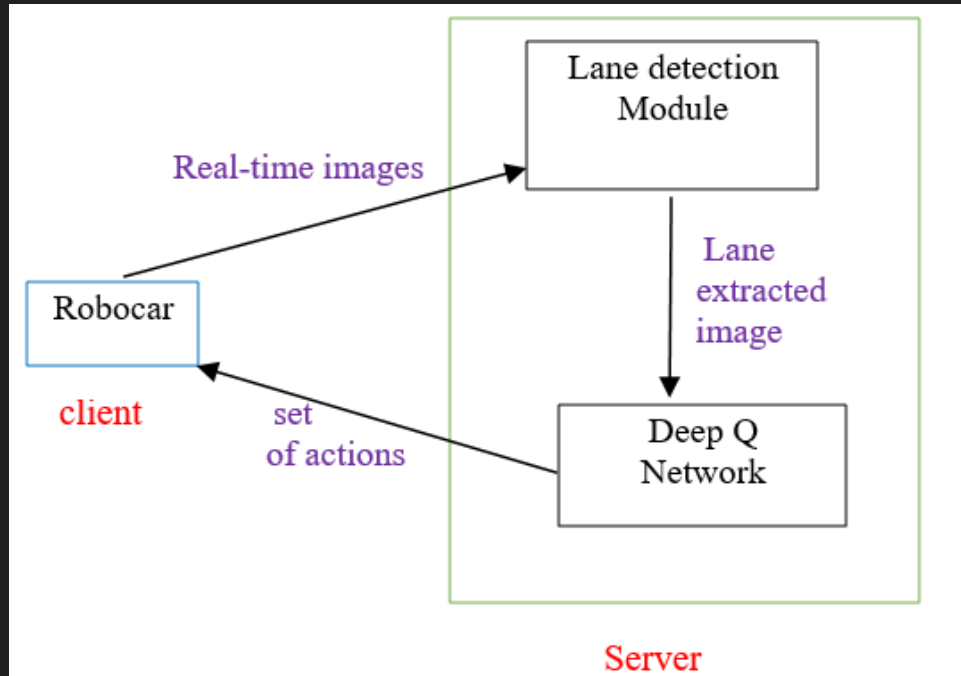 Lane detection
Module
Real-time images
Lane
extracted
image
Robocar
client
set
of actions
Deep Q
Network
Server